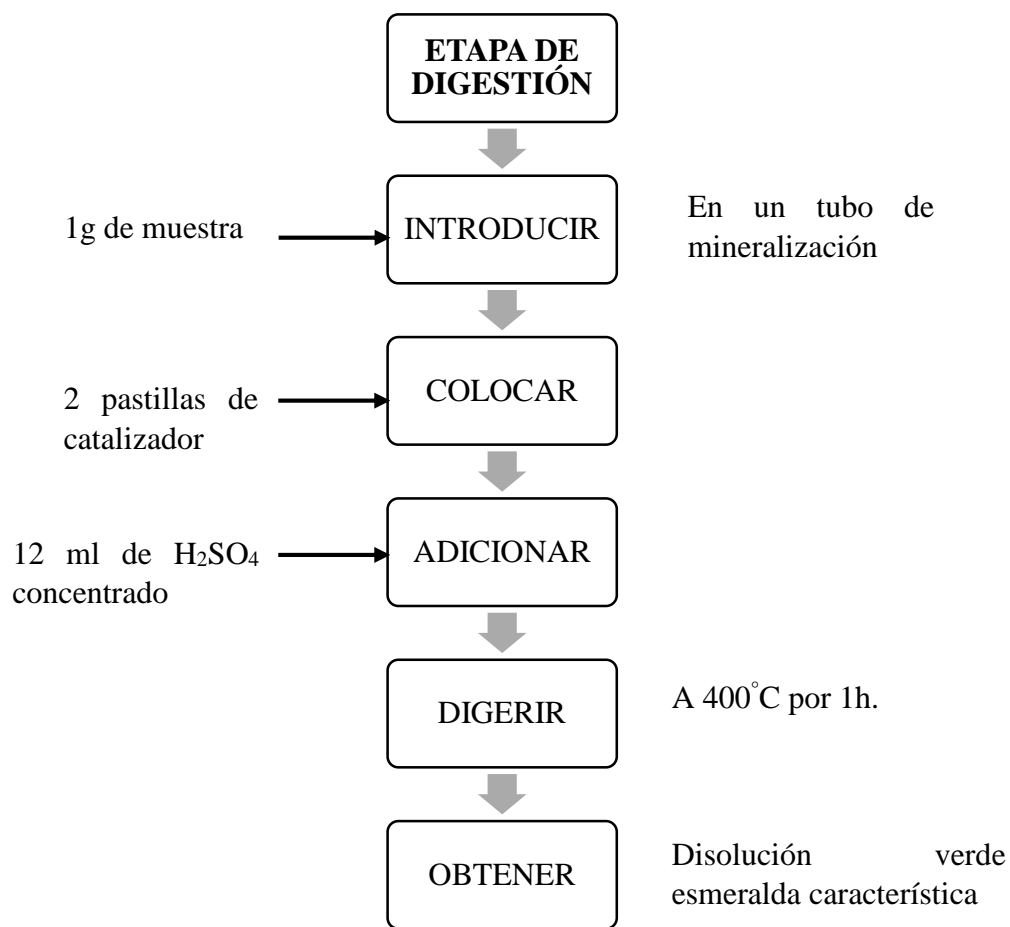 ETAPA DE
DIGESTIÓN
1g de muestra
INTRODUCIR
En un tubo de
mineralización
2 pastillas de
catalizador
COLOCAR
12 ml de H₂SO₄
concentrado
ADICIONAR
DIGERIR
A 400°C por 1h.
OBTENER
Disolución verde
esmeralda característica